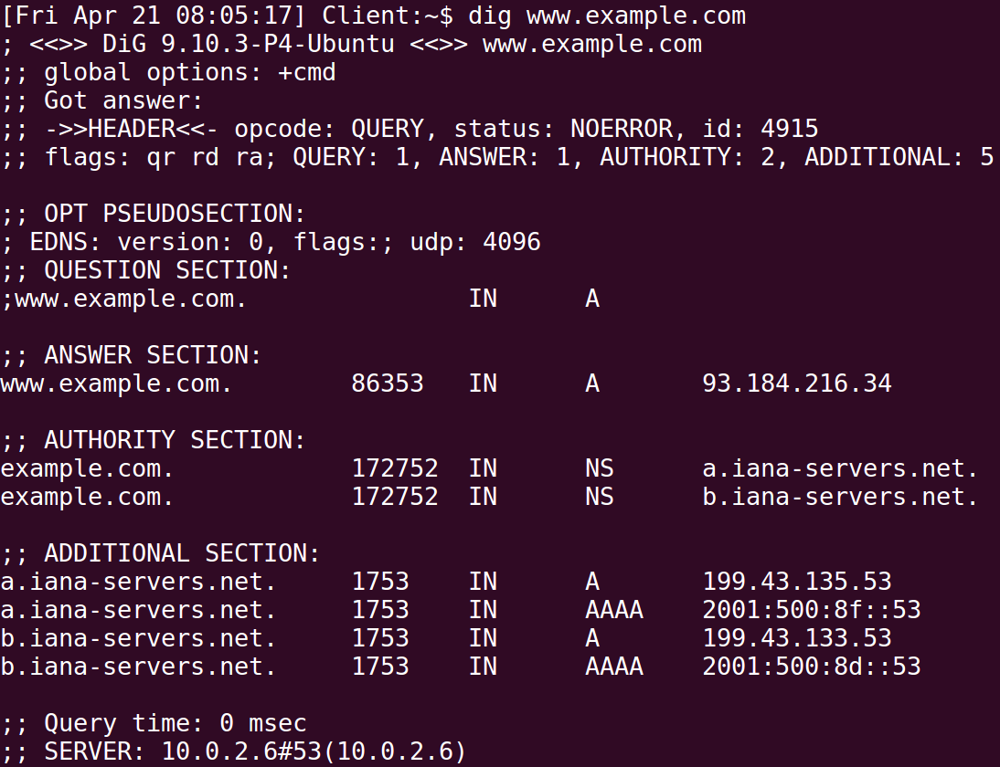 [Fri Apr 21 08:05:17] Client:~$ dig www.example.com
; <<>> DiG 9.10.3-P4-Ubuntu <<>> www.example.com
;; global options: +cmd
;; Got answer:
;; ->>HEADER<<- opcode: QUERY, status: NOERROR, id: 4915
;; flags: qr rd ra; QUERY: 1, ANSWER: 1, AUTHORITY: 2, ADDITIONAL: 5

;; OPT PSEUDOSECTION:
; EDNS: version: 0, flags:; udp: 4096
;; QUESTION SECTION:
;www.example.com.               IN      A

;; ANSWER SECTION:
www.example.com.        86353   IN      A       93.184.216.34

;; AUTHORITY SECTION:
example.com.            172752  IN      NS      a.iana-servers.net.
example.com.            172752  IN      NS      b.iana-servers.net.

;; ADDITIONAL SECTION:
a.iana-servers.net.     1753    IN      A       199.43.135.53
a.iana-servers.net.     1753    IN      AAAA    2001:500:8f::53
b.iana-servers.net.     1753    IN      A       199.43.133.53
b.iana-servers.net.     1753    IN      AAAA    2001:500:8d::53

;; Query time: 0 msec
;; SERVER: 10.0.2.6#53(10.0.2.6)